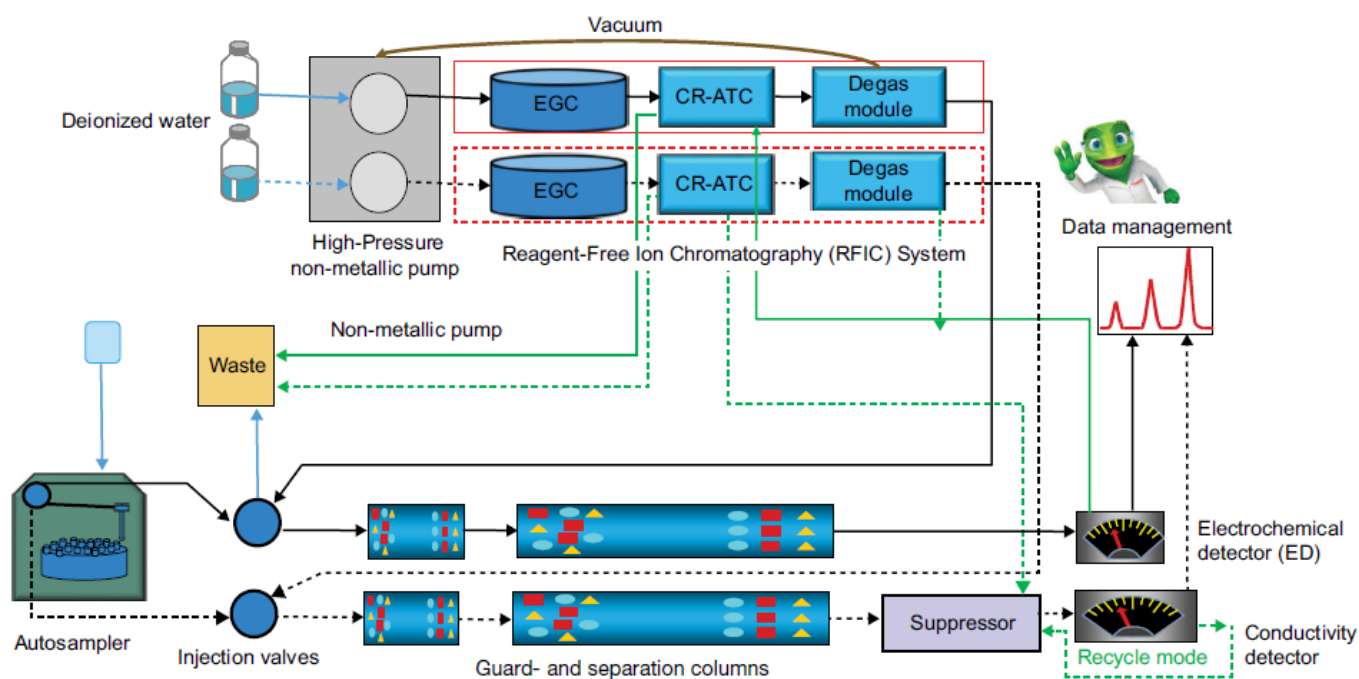 Vacuum
Deionized water
EGC
CR-ATC
Degas
module
EGC
CR-ATC
Degas
module
High-Pressure
non-metallic pump
Reagent-Free Ion Chromatography (RFIC) System
Data management
Non-metallic pump
Waste
Electrochemical
detector (ED)
Autosampler
Injection valves
Guard- and separation columns
Suppressor
Recycle mode
Conductivity
detector